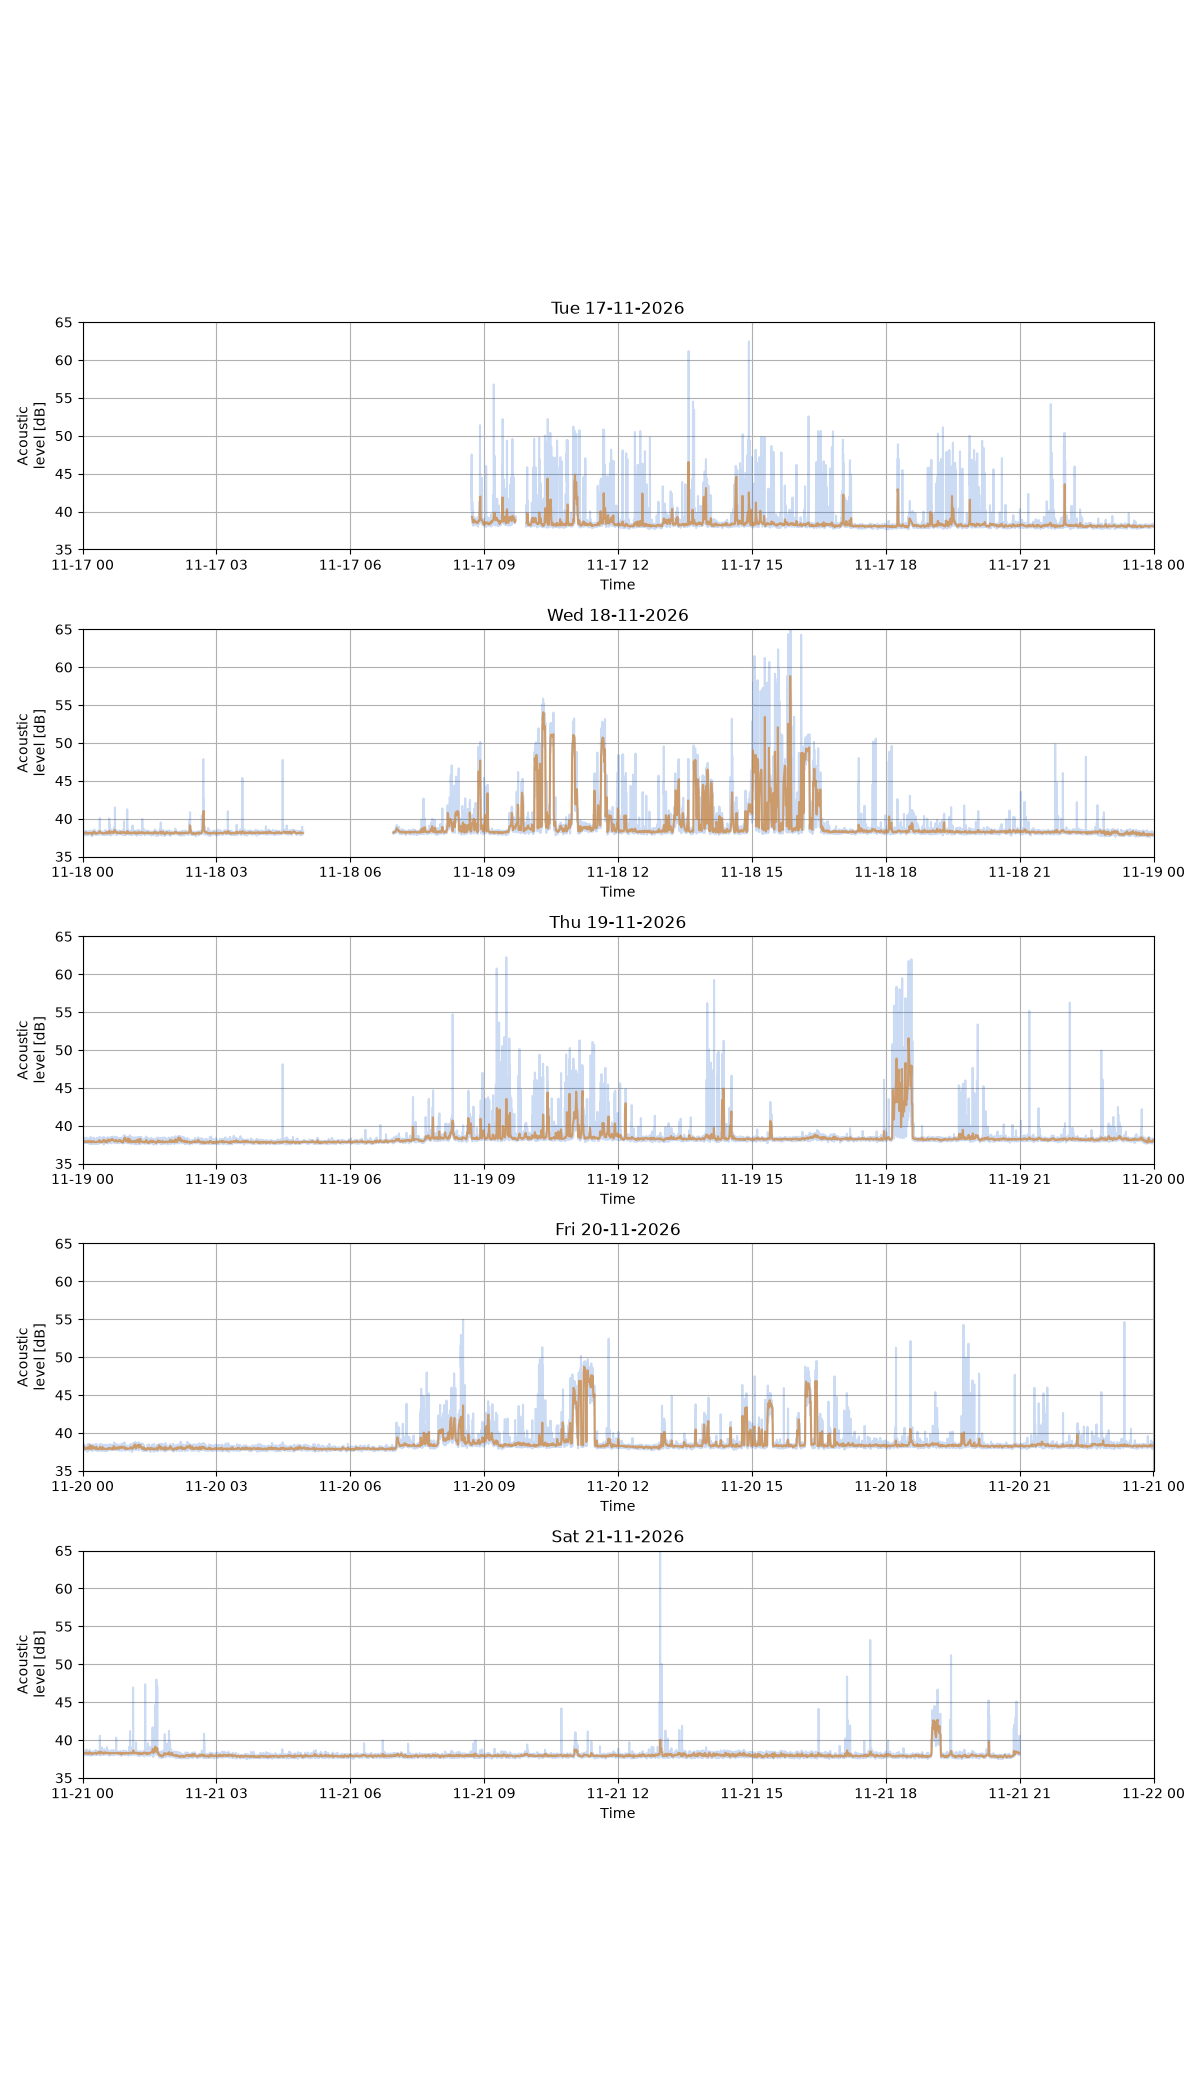 Tue 17-11-2026
65
60
55
50
45
40
35
Acoustic
level [dB]
11-17 00 11-17 03 11-17 06 11-17 09 11-17 12 11-17 15 11-17 18 11-17 21 11-18 00
Time
Wed 18-11-2026
65
60
55
50
45
40
35
Acoustic
level [dB]
11-18 00 11-18 03 11-18 06 11-18 09 11-18 12 11-18 15 11-18 18 11-18 21 11-19 00
Time
Thu 19-11-2026
65
60
55
50
45
40
35
Acoustic
level [dB]
11-19 00 11-19 03 11-19 06 11-19 09 11-19 12 11-19 15 11-19 18 11-19 21 11-20 00
Time
Fri 20-11-2026
65
60
55
50
45
40
35
Acoustic
level [dB]
11-20 00 11-20 03 11-20 06 11-20 09 11-20 12 11-20 15 11-20 18 11-20 21 11-21 00
Time
Sat 21-11-2026
65
60
55
50
45
40
35
Acoustic
level [dB]
11-21 00 11-21 03 11-21 06 11-21 09 11-21 12 11-21 15 11-21 18 11-21 21 11-22 00
Time